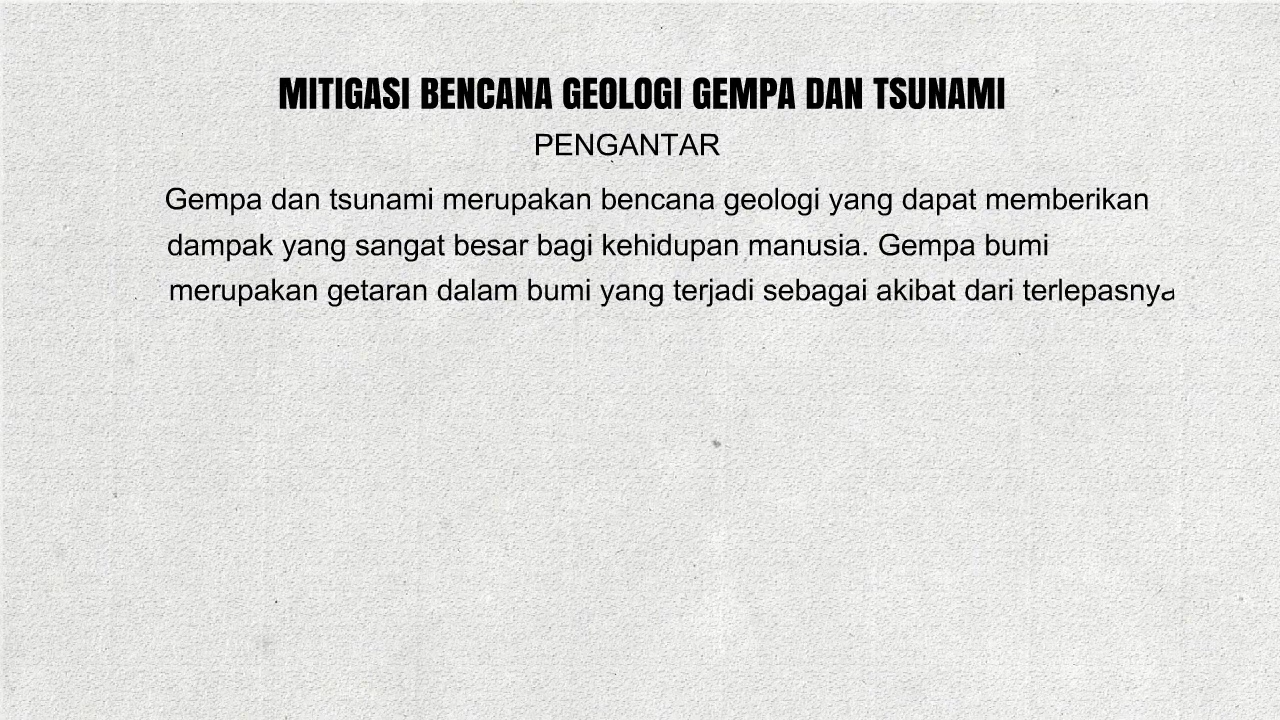 MITIGASI BENCANA GEOLOGI GEMPA DAN TSUNAMI
PENGANTAR
Gempa dan tsunami merupakan bencana geologi yang dapat memberikan
dampak yang sangat besar bagi kehidupan manusia. Gempa bumi
merupakan getaran dalam bumi yang terjadi sebagai akibat dari terlepasnya